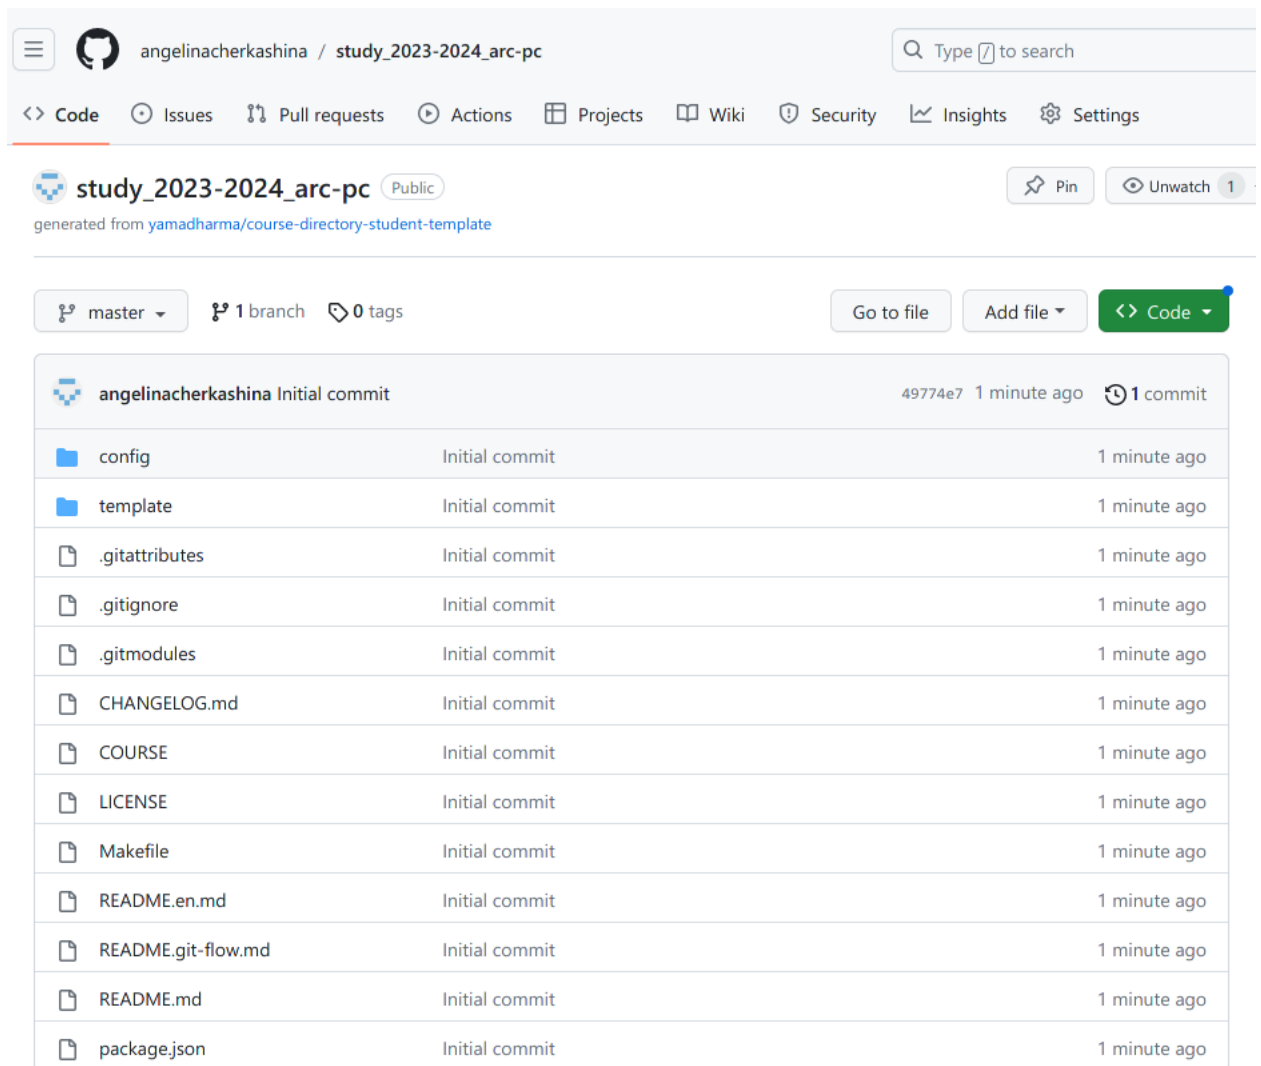 angelinacherkashina / study_2023-2024_arc-pc
Type / to search
Code Issues Pull requests Actions Projects Wiki Security Insights Settings
study_2023-2024_arc-pc Public
Pin Unwatch 1
generated from yamadharma/course-directory-student-template
master 1 branch 0 tags Go to file Add file Code
angelinacherkashina Initial commit 49774e7 1 minute ago 1 commit
config Initial commit 1 minute ago
template Initial commit 1 minute ago
.gitattributes Initial commit 1 minute ago
.gitignore Initial commit 1 minute ago
.gitmodules Initial commit 1 minute ago
CHANGELOG.md Initial commit 1 minute ago
COURSE Initial commit 1 minute ago
LICENSE Initial commit 1 minute ago
Makefile Initial commit 1 minute ago
README.en.md Initial commit 1 minute ago
README.git-flow.md Initial commit 1 minute ago
README.md Initial commit 1 minute ago
package.json Initial commit 1 minute ago